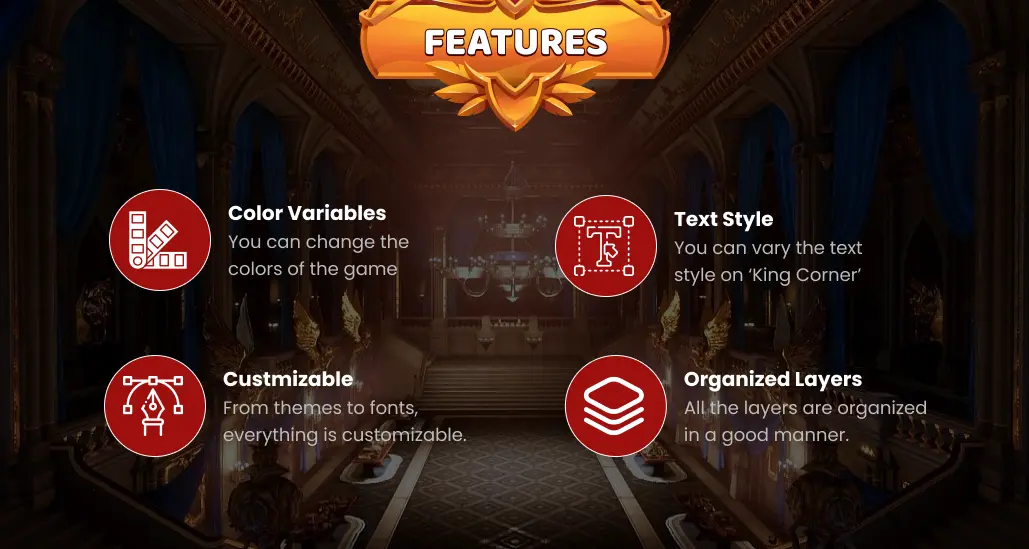 FEATURES
Color Variables
You can change the
colors of the game
Text Style
You can vary the text
style on ‘King Corner’
Custmizable
From themes to fonts,
everything is customizable.
Organized Layers
All the layers are organized
in a good manner.